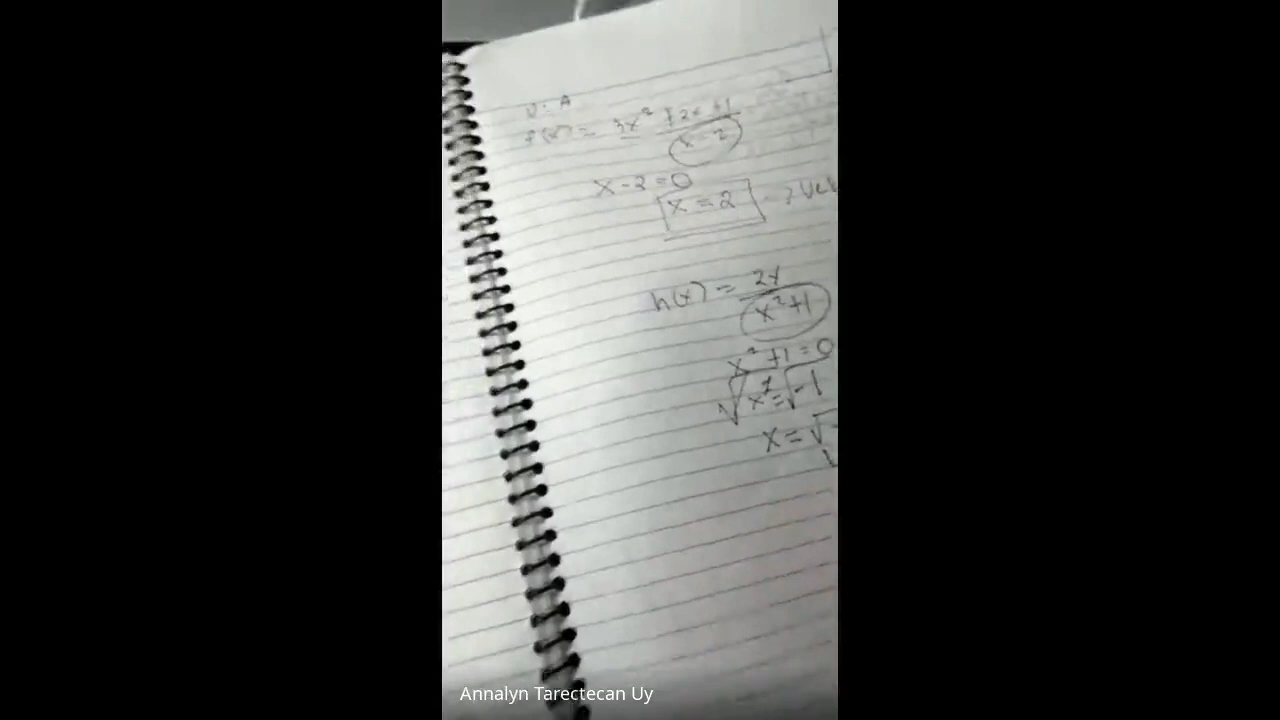 V. A
f(x) = 3x² + 2x + 1 / x - 2
x - 2 = 0
x = 2
h(x) = 2x / x² + 1
x² + 1 = 0
√x² = √-1
x = √-
Annalyn Tarectecan Uy